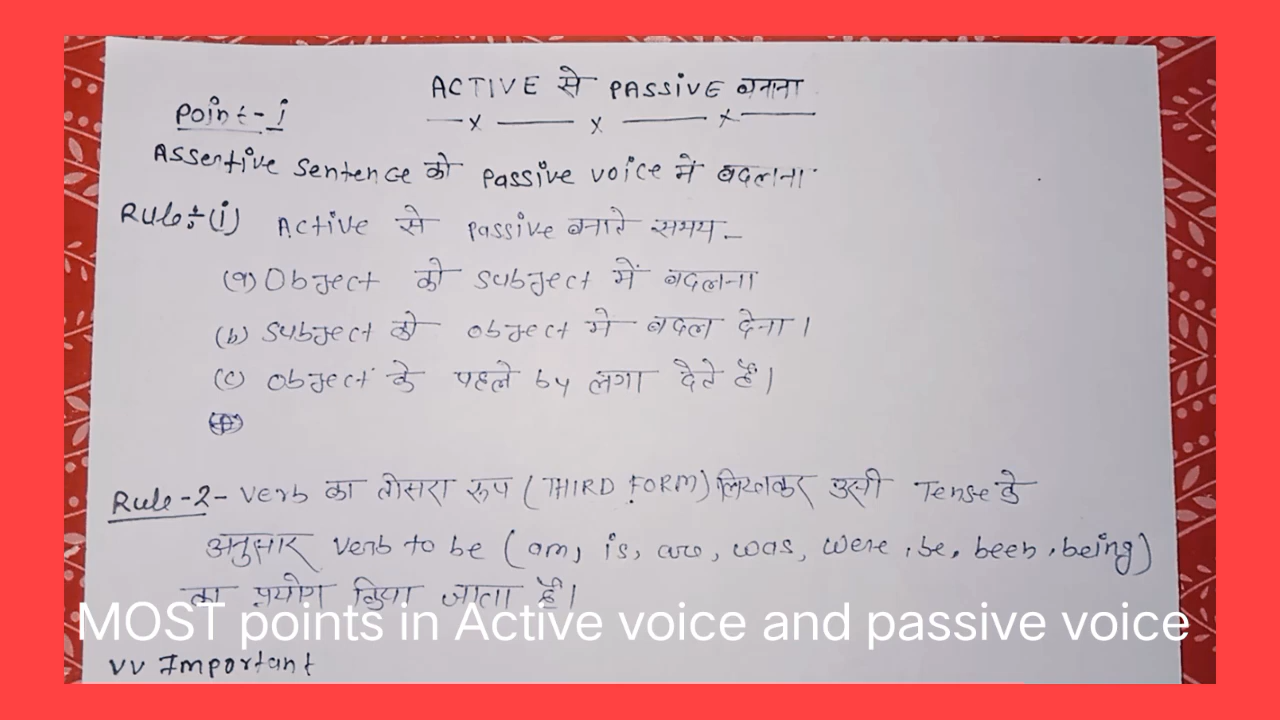 ACTIVE से PASSIVE बनाना
Point-1
Assertive Sentence को Passive voice में बदलना
Rule:-(i) Active से Passive बनाते समय -
(a) Object को Subject में बदलना
(b) Subject को object में बदल देना।
(c) object के पहले by लगा देते हैं।
Rule-2- Verb का तीसरा रूप (THIRD FORM) लिखकर उसी Tense के
अनुसार verb to be (am, is, are, was, were, be, been, being)
का प्रयोग किया जाता है।
MOST points in Active voice and passive voice
VV Important